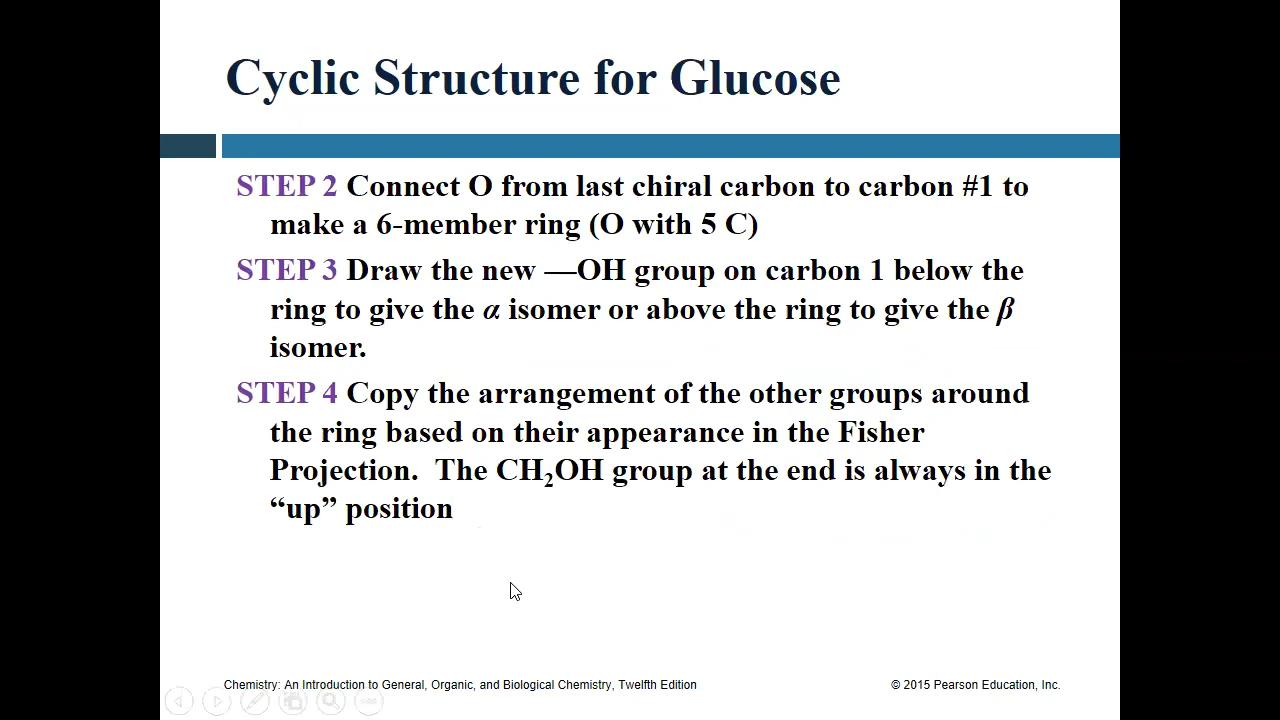 Cyclic Structure for Glucose
STEP 2 Connect O from last chiral carbon to carbon #1 to
make a 6-member ring (O with 5 C)
STEP 3 Draw the new —OH group on carbon 1 below the
ring to give the α isomer or above the ring to give the β
isomer.
STEP 4 Copy the arrangement of the other groups around
the ring based on their appearance in the Fisher
Projection. The CH₂OH group at the end is always in the
“up” position
Chemistry: An Introduction to General, Organic, and Biological Chemistry, Twelfth Edition
© 2015 Pearson Education, Inc.